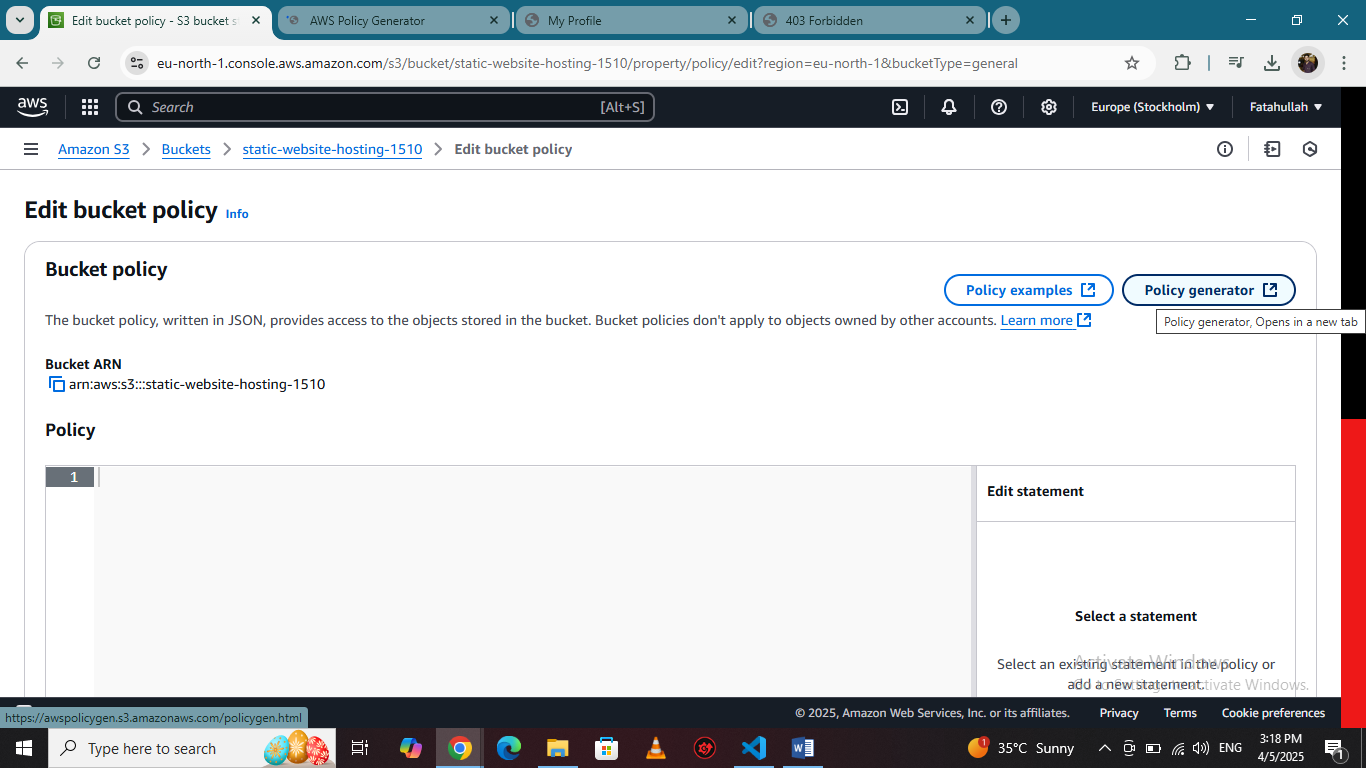 Edit bucket policy - S3 bucket s
AWS Policy Generator
My Profile
403 Forbidden
eu-north-1.console.aws.amazon.com/s3/bucket/static-website-hosting-1510/property/policy/edit?region=eu-north-1&bucketType=general
aws
Search
[Alt+S]
Europe (Stockholm)
Fatahullah
Amazon S3
Buckets
static-website-hosting-1510
Edit bucket policy
Edit bucket policy Info
Bucket policy
Policy examples
Policy generator
The bucket policy, written in JSON, provides access to the objects stored in the bucket. Bucket policies don't apply to objects owned by other accounts. Learn more
Policy generator, Opens in a new tab
Bucket ARN
arn:aws:s3:::static-website-hosting-1510
Policy
1
Edit statement
Select a statement
Select an existing statement in the policy or
add a new statement.
Activate Windows
Go to Settings to activate Windows.
https://awspolicygen.s3.amazonaws.com/policygen.html
© 2025, Amazon Web Services, Inc. or its affiliates.
Privacy
Terms
Cookie preferences
Type here to search
1
35°C Sunny
ENG
3:18 PM
4/5/2025
1